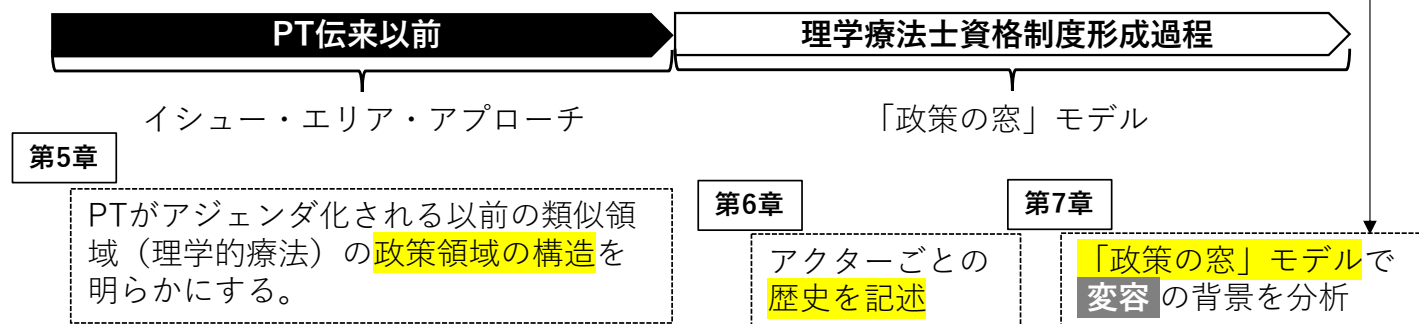 PT伝来以前
理学療法士資格制度形成過程
イシュー・エリア・アプローチ
「政策の窓」モデル
第5章
PTがアジェンダ化される以前の類似領
域（理学的療法）の政策領域の構造を
明らかにする。
第6章
アクターごとの
歴史を記述
第7章
「政策の窓」モデルで
変容の背景を分析